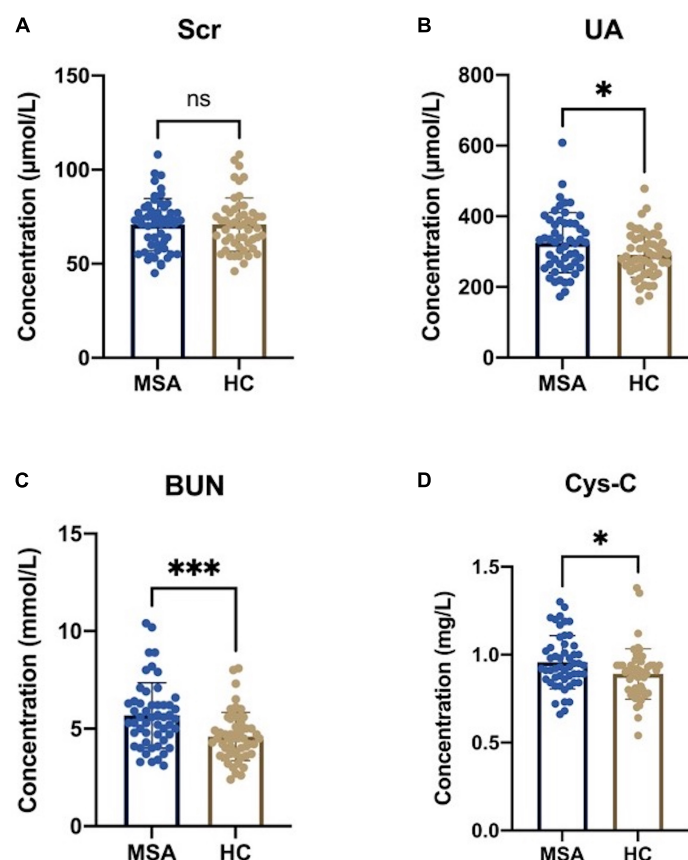 A
Scr
Concentration (μmol/L)
150
100
50
0
ns
MSA HC
B
UA
Concentration (μmol/L)
800
600
400
200
0
*
MSA HC
C
BUN
Concentration (mmol/L)
15
10
5
0
***
MSA HC
D
Cys-C
Concentration (mg/L)
1.5
1.0
0.5
0.0
*
MSA HC